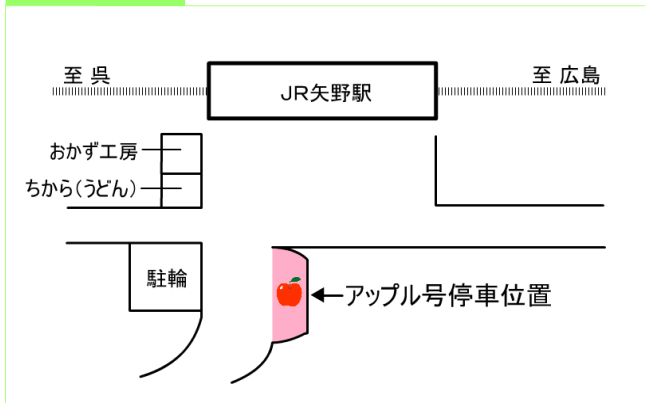 至 呉
至 広島
JR矢野駅
おかず工房
ちから(うどん)
駐輪
アップル号停車位置